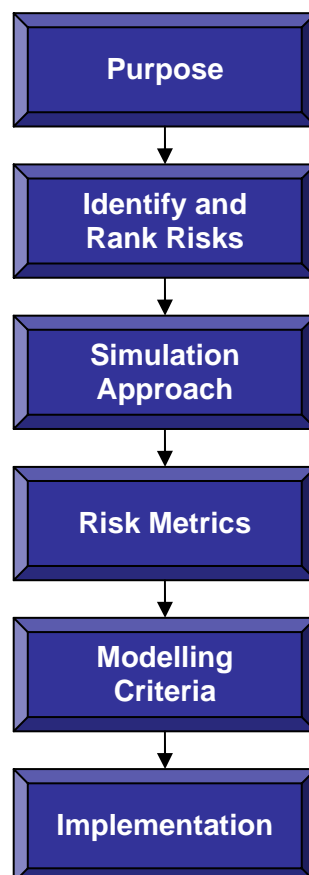 Purpose
Identify and
Rank Risks
Simulation
Approach
Risk Metrics
Modelling
Criteria
Implementation